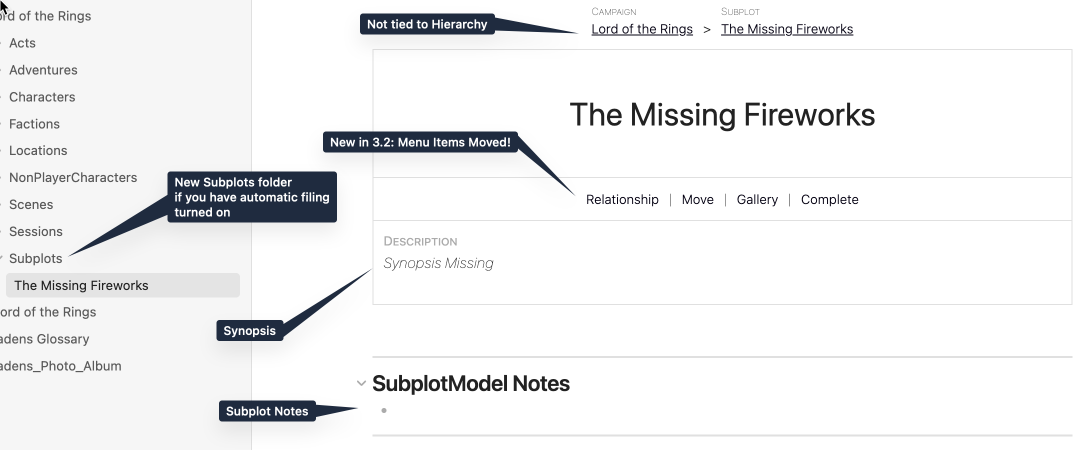 ord of the Rings
Acts
Adventures
Characters
Factions
Locations
NonPlayerCharacters
Scenes
Sessions
Subplots
The Missing Fireworks
ord of the Rings
adens Glossary
adens_Photo_Album
Not tied to Hierarchy
New in 3.2: Menu Items Moved!
New Subplots folder
if you have automatic filing
turned on
Synopsis
Subplot Notes
CAMPAIGN SUBPLOT
Lord of the Rings > The Missing Fireworks
The Missing Fireworks
Relationship | Move | Gallery | Complete
DESCRIPTION
Synopsis Missing
SubplotModel Notes